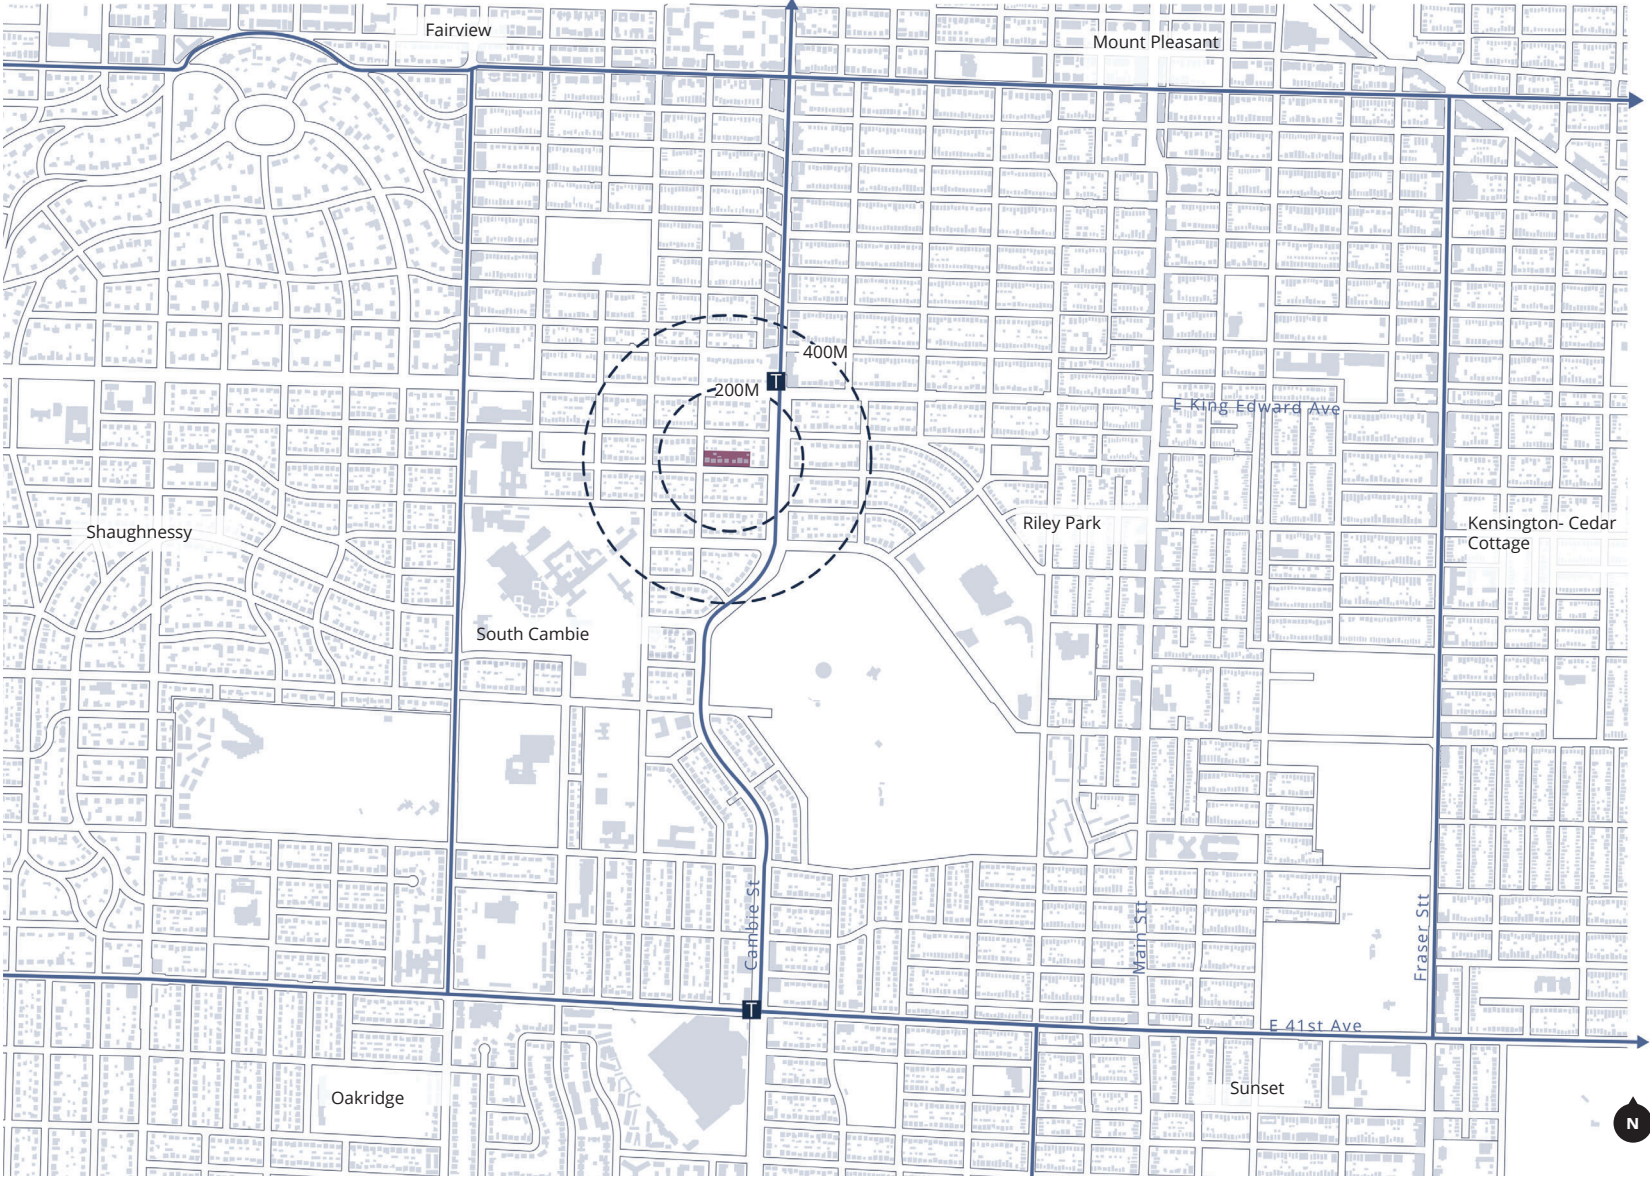 Fairview
Mount Pleasant
400M
T
200M
E King Edward Ave
Shaughnessy
Riley Park
Kensington- Cedar
Cottage
South Cambie
Cambie St
Main Stt
Fraser Stt
T
E 41st Ave
Oakridge
Sunset
N